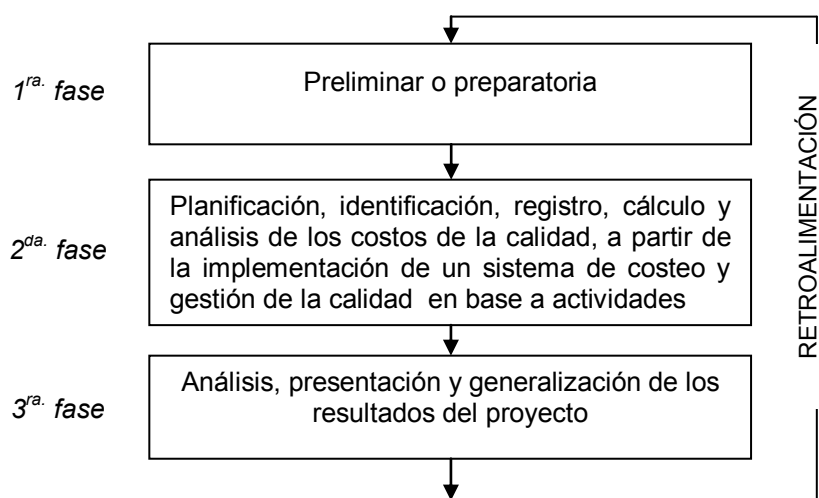 1ra. fase
Preliminar o preparatoria
2da. fase
Planificación, identificación, registro, cálculo y
análisis de los costos de la calidad, a partir de
la implementación de un sistema de costeo y
gestión de la calidad en base a actividades
3ra. fase
Análisis, presentación y generalización de los
resultados del proyecto
RETROALIMENTACIÓN